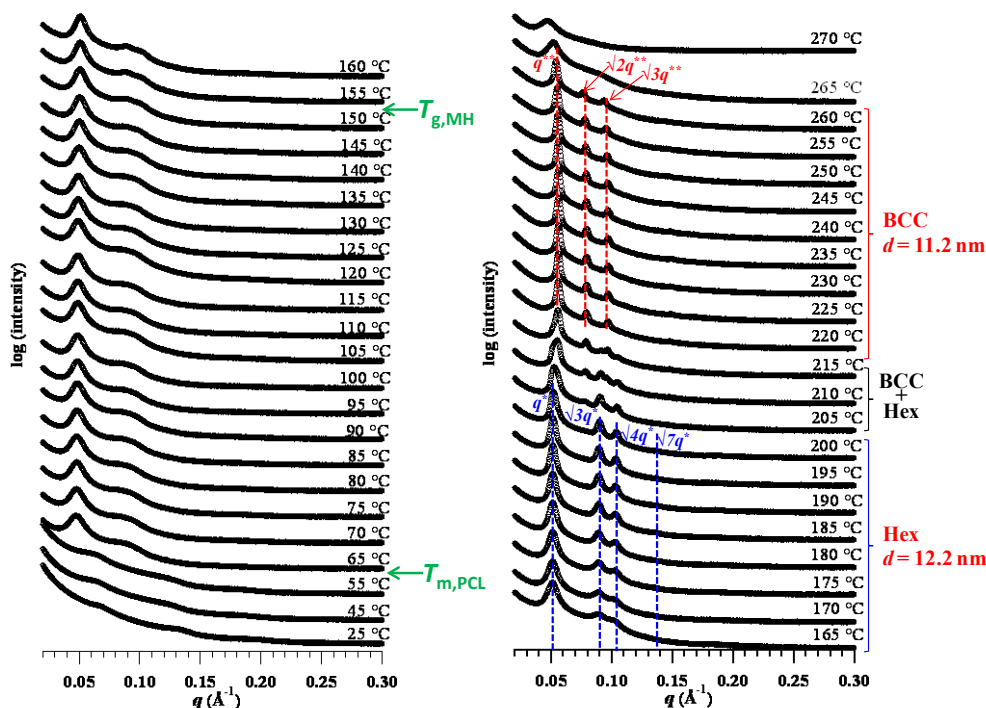 160 °C
155 °C
150 °C
145 °C
140 °C
135 °C
130 °C
125 °C
120 °C
115 °C
110 °C
105 °C
100 °C
95 °C
90 °C
85 °C
80 °C
75 °C
70 °C
65 °C
55 °C
45 °C
25 °C
Tg,MH
Tm,PCL
log (intensity)
0.05 0.10 0.15 0.20 0.25 0.30
q (Å-1)
270 °C
265 °C
260 °C
255 °C
250 °C
245 °C
240 °C
235 °C
230 °C
225 °C
220 °C
215 °C
210 °C
205 °C
200 °C
195 °C
190 °C
185 °C
180 °C
175 °C
170 °C
165 °C
q** √2q** √3q**
q* √3q* √4q* √7q*
BCC
d = 11.2 nm
BCC
+
Hex
Hex
d = 12.2 nm
log (intensity)
0.05 0.10 0.15 0.20 0.25 0.30
q (Å-1)